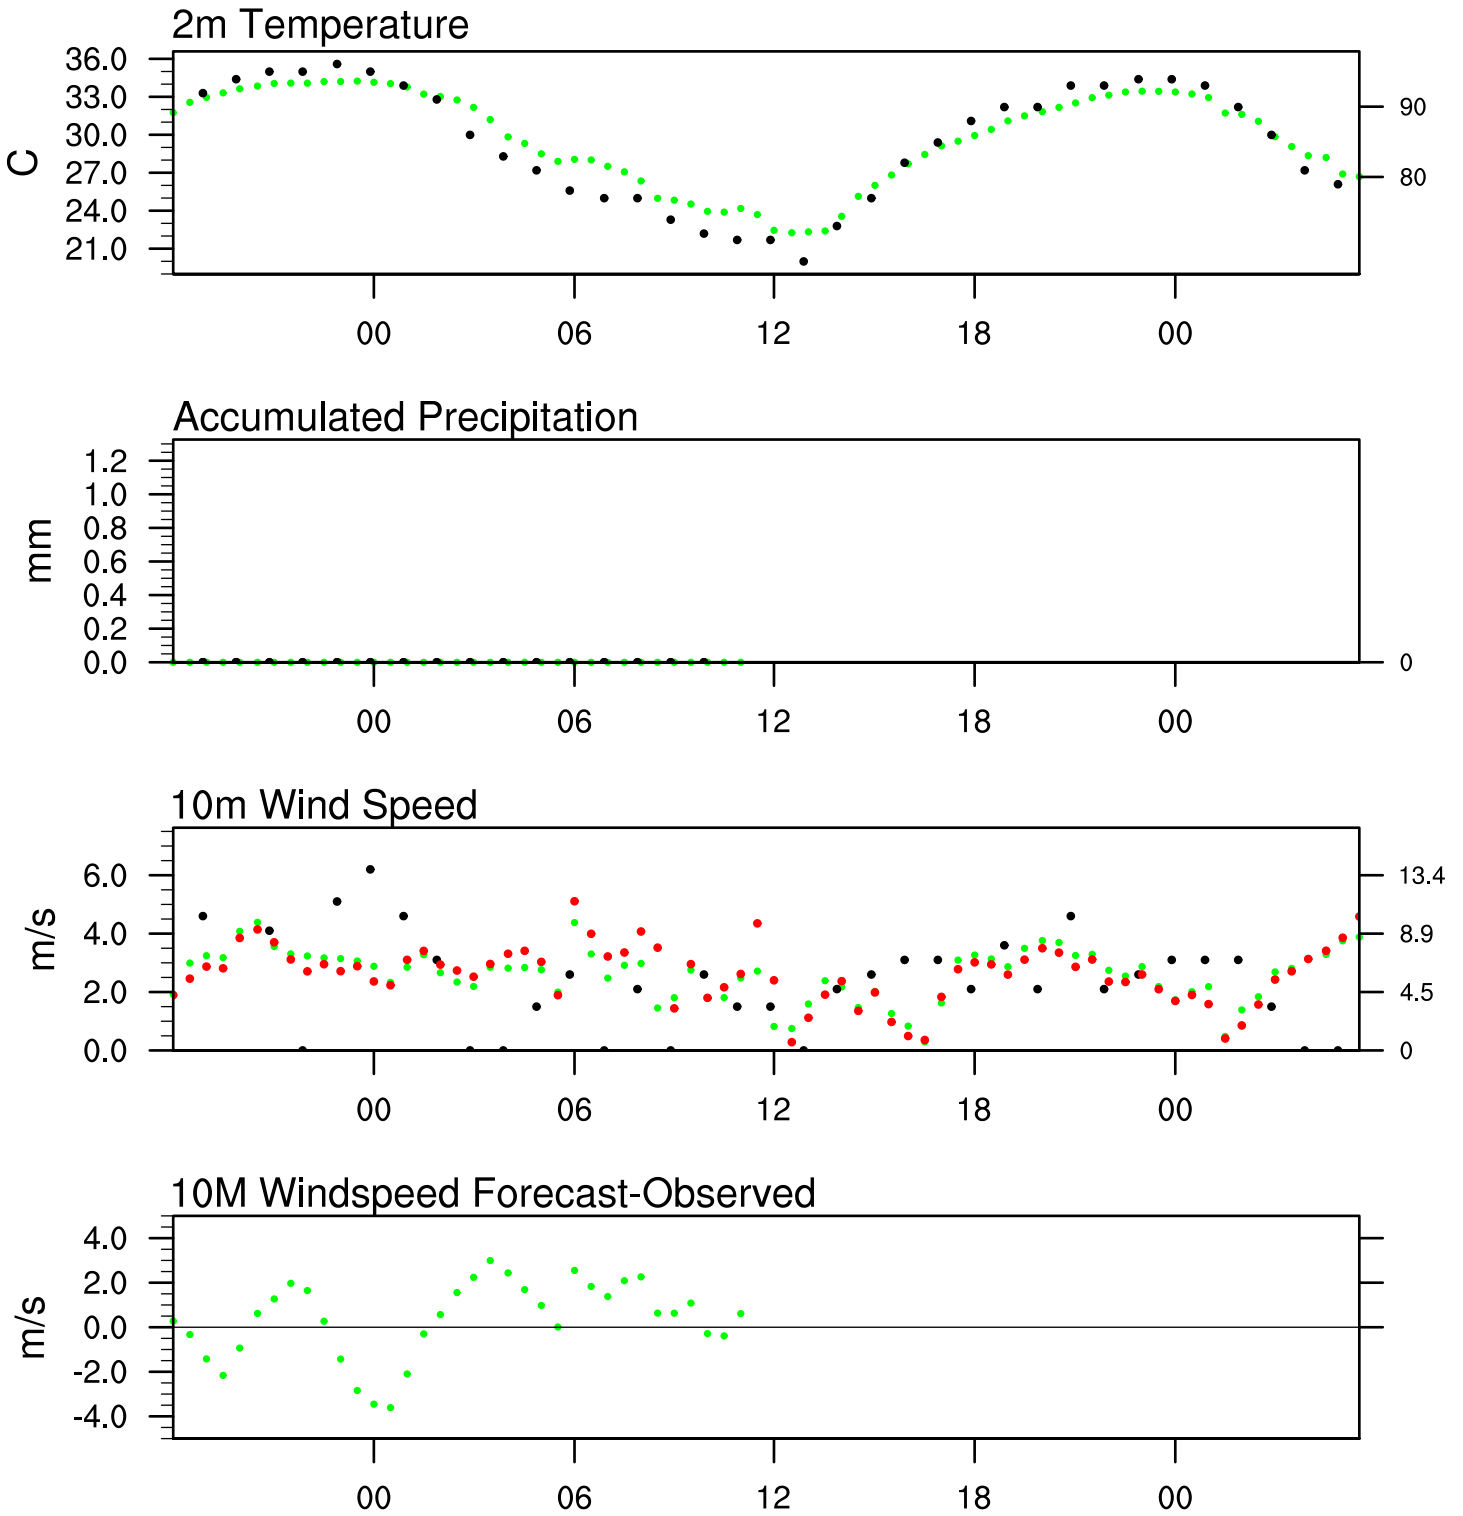 2m Temperature
36.0
33.0
30.0
27.0
24.0
21.0
C
90
80
00 06 12 18 00
Accumulated Precipitation
1.2
1.0
0.8
0.6
0.4
0.2
0.0
mm
0
00 06 12 18 00
10m Wind Speed
6.0
4.0
2.0
0.0
m/s
13.4
8.9
4.5
0
00 06 12 18 00
10M Windspeed Forecast-Observed
4.0
2.0
0.0
-2.0
-4.0
m/s
00 06 12 18 00